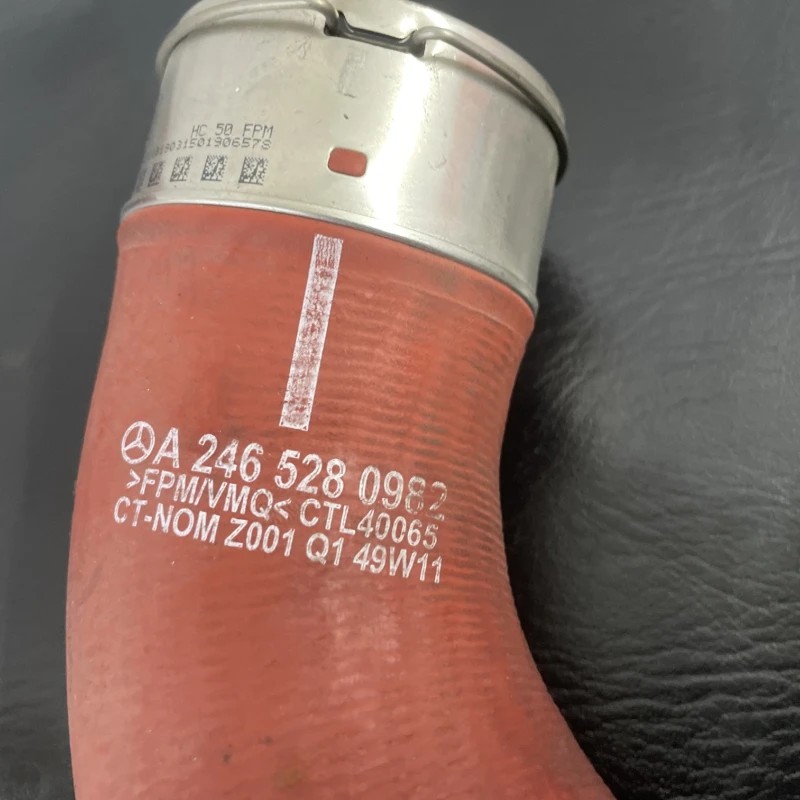 HC 50 FPM
A 246 528 0982
>FPM/VMQ< CTL40065
CT-NOM Z001 Q1 49W11